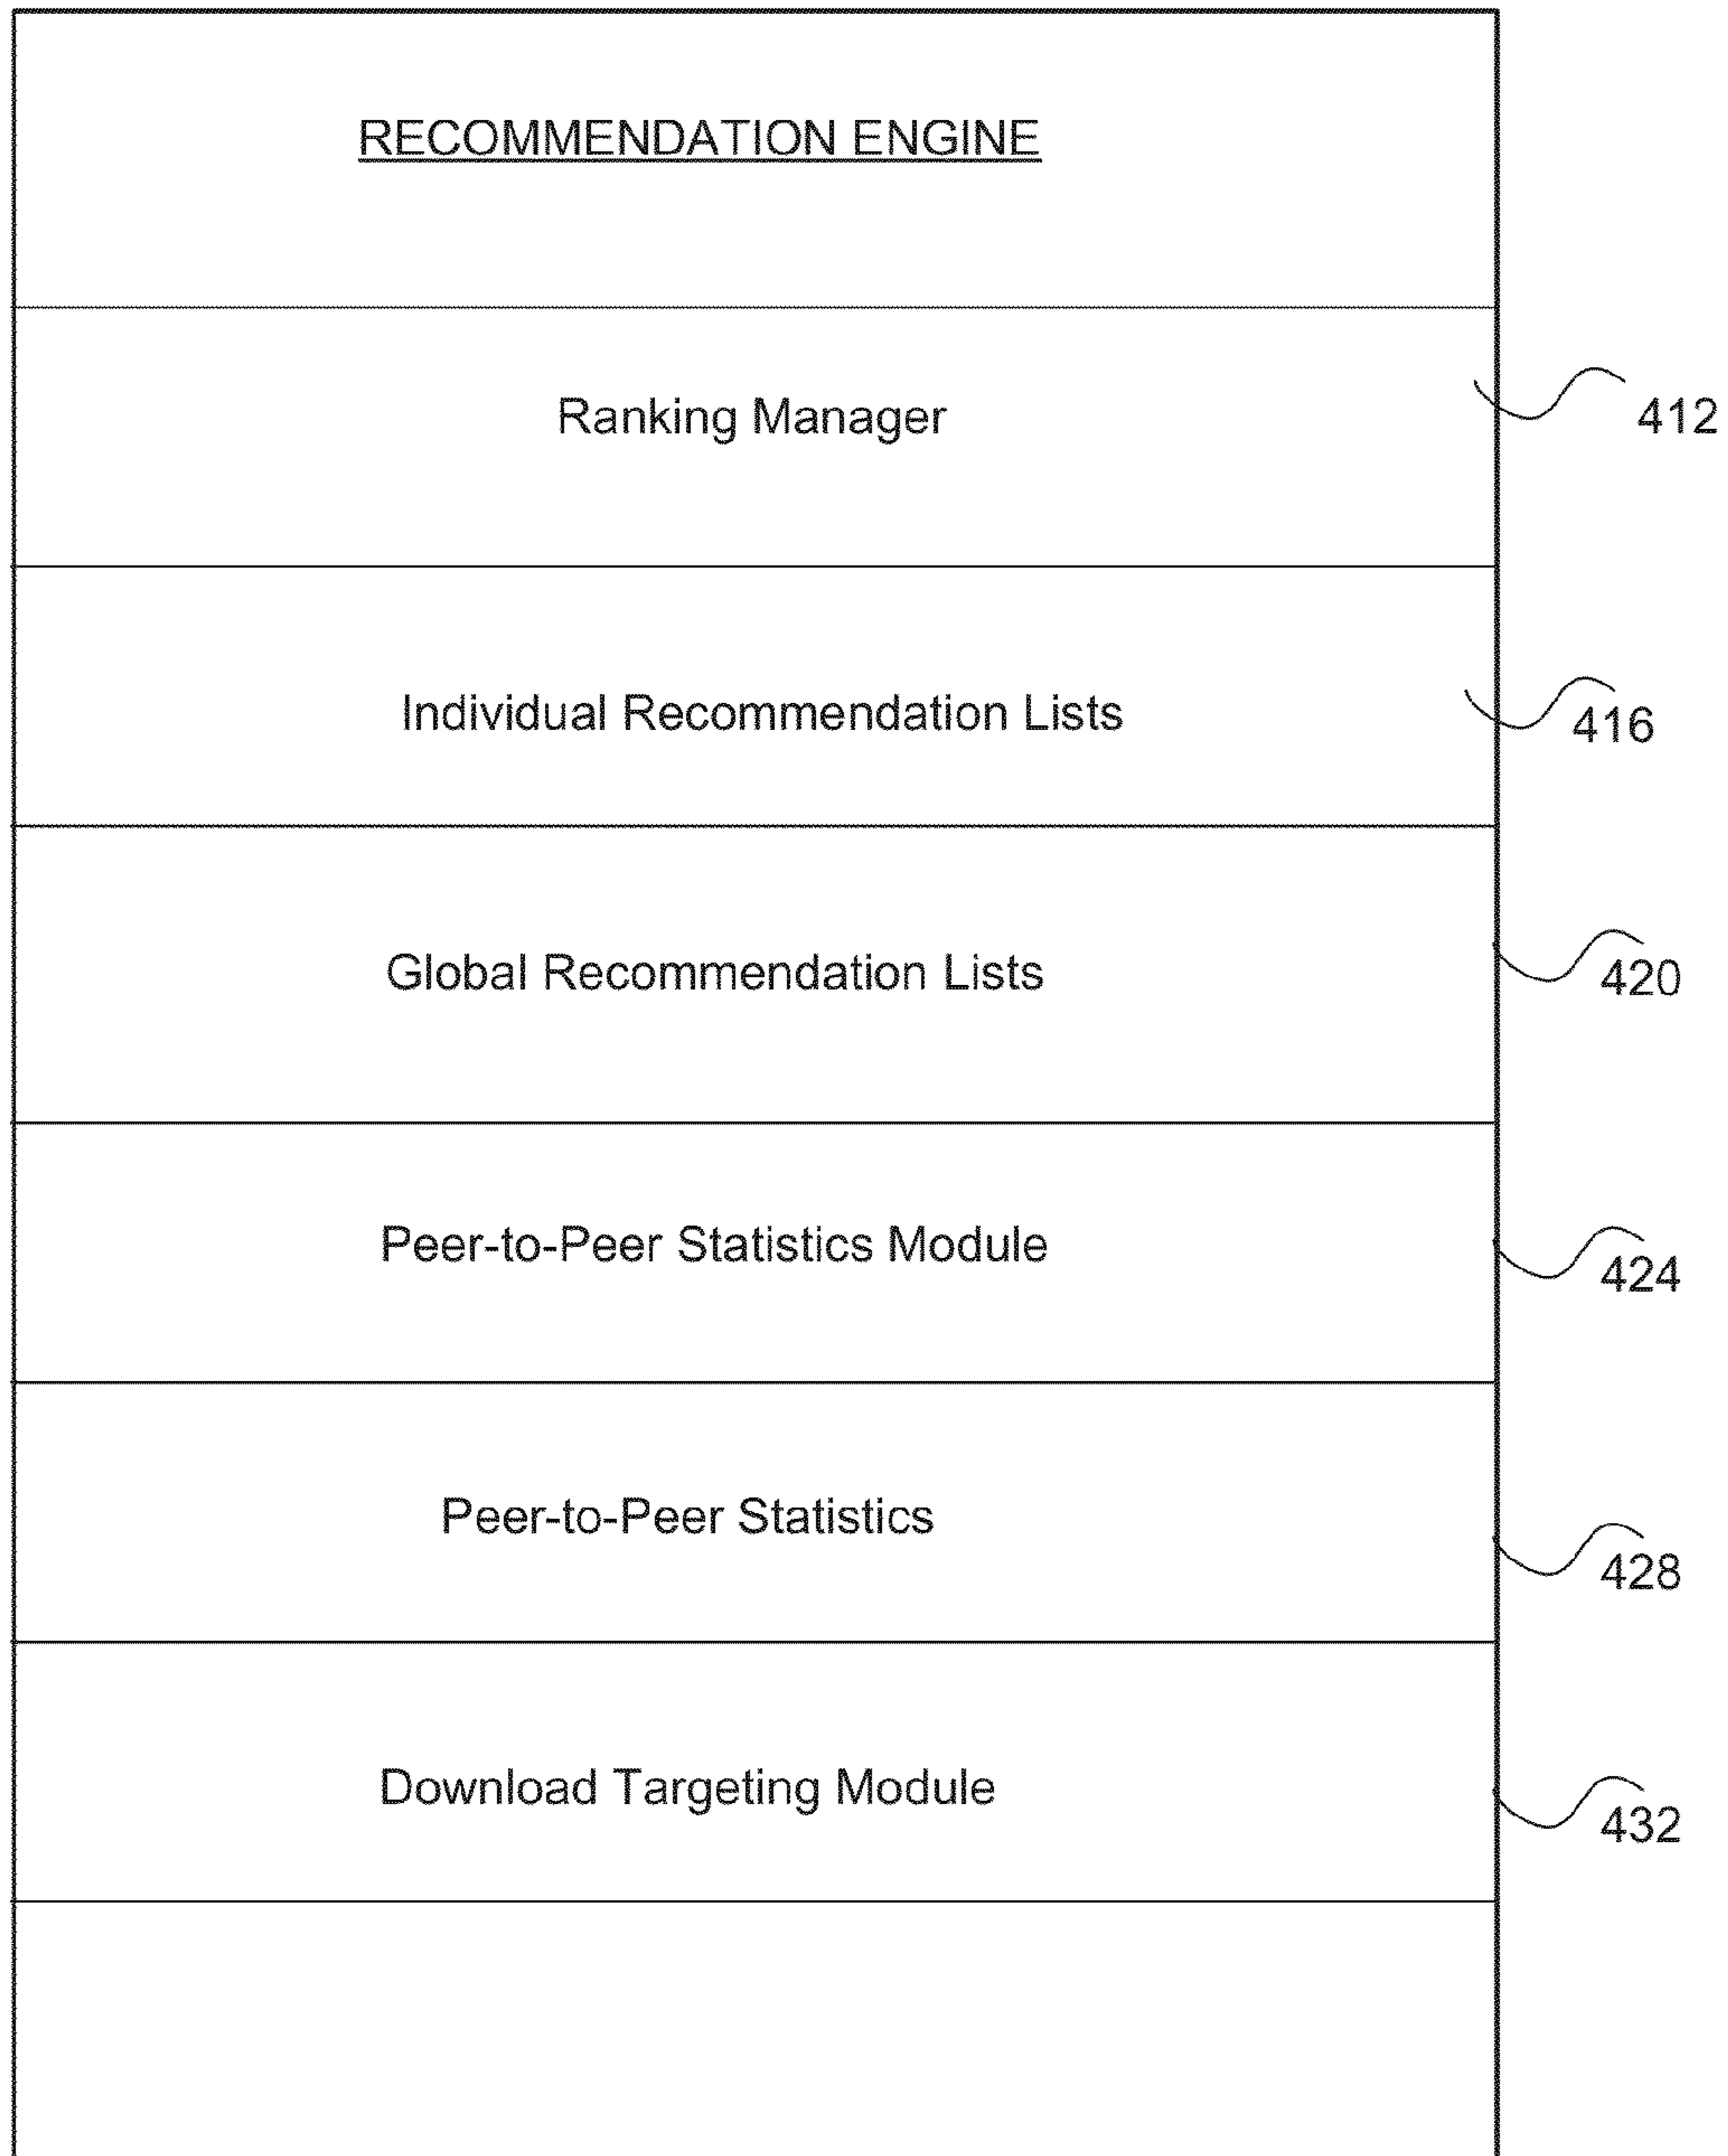 RECOMMENDATION ENGINE
Ranking Manager
412
Individual Recommendation Lists
416
Global Recommendation Lists
420
Peer-to-Peer Statistics Module
424
Peer-to-Peer Statistics
428
Download Targeting Module
432